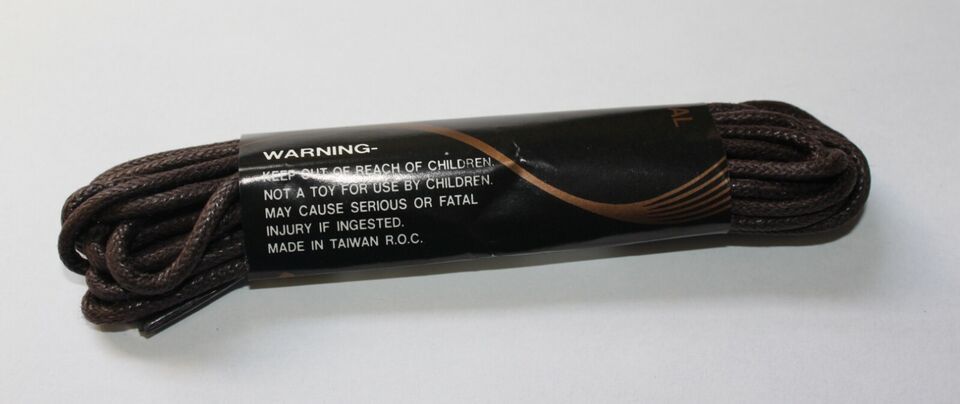 WARNING-
KEEP OUT OF REACH OF CHILDREN.
NOT A TOY FOR USE BY CHILDREN.
MAY CAUSE SERIOUS OR FATAL
INJURY IF INGESTED.
MADE IN TAIWAN R.O.C.
AL